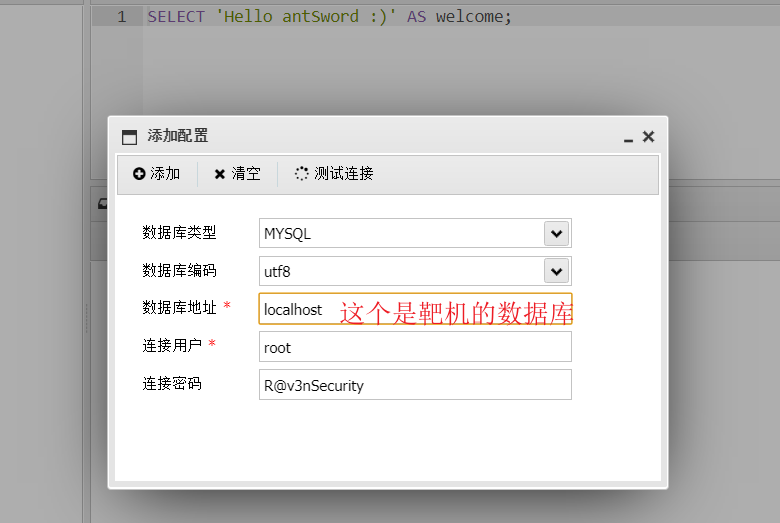 1 SELECT 'Hello antSword :)' AS welcome;
添加配置
添加 清空 测试连接
数据库类型 MYSQL
数据库编码 utf8
数据库地址 * localhost 这个是靶机的数据库
连接用户 * root
连接密码 R@v3nSecurity